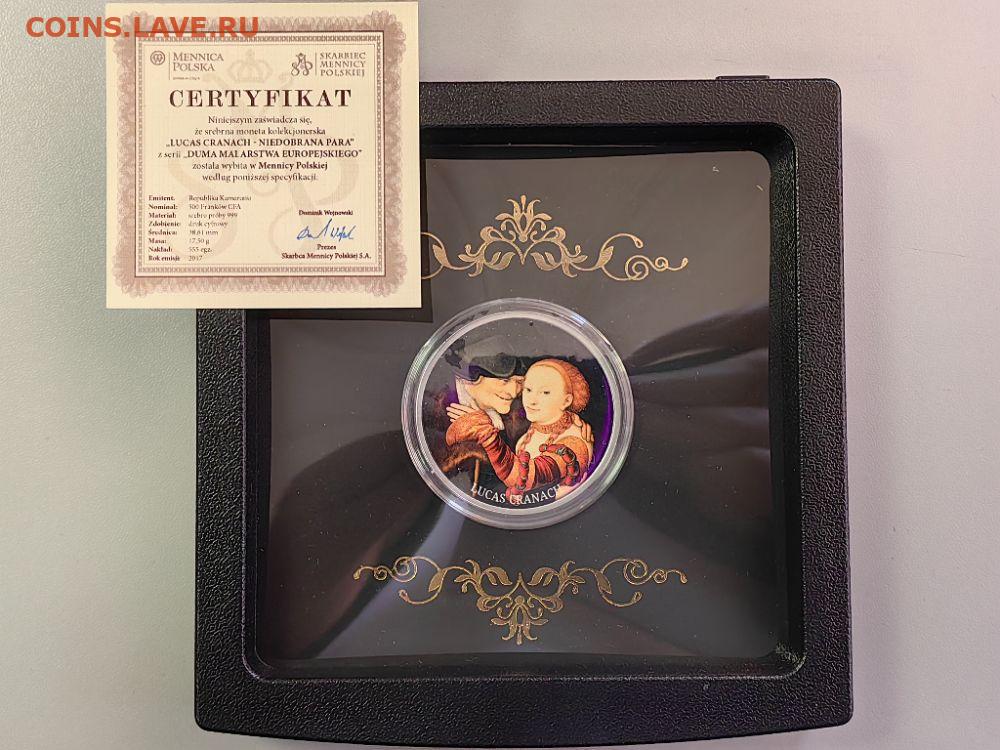 COINS.LAVE.RU
MENNICA POLSKA
SKARBIEC MENNICY POLSKIEJ
CERTYFIKAT
Niniejszym zaświadcza się,
że srebrna moneta kolekcjonerska
„LUCAS CRANACH - NIEDOBRANA PARA”
z serii „DUMA MALARSTWA EUROPEJSKIEGO”
została wybita w Mennicy Polskiej
według poniższej specyfikacji:
Emitent: Republika Kamerunu
Nominał: 500 Franków CFA
Materiał: srebro próby 999
Zdobienie: druk cyfrowy
Średnica: 38,61 mm
Masa: 17,50 g
Nakład: 555 egz.
Rok emisji: 2017
Dominik Wojnowski
Prezes
Skarbca Mennicy Polskiej S.A.
LUCAS CRANACH